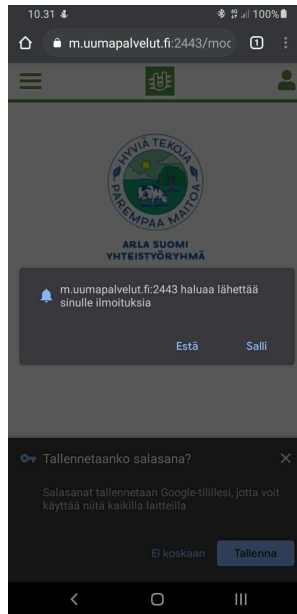 10.31
100%
m.uumapalvelut.fi:2443/moc
1
HYVIÄ TEKOJA
PAREMPAA MAITOA
ARLA SUOMI
YHTEISTYÖRYHMÄ
m.uumapalvelut.fi:2443 haluaa lähettää
sinulle ilmoituksia
Estä Salli
Tallennetaanko salasana?
Salasanat tallennetaan Google-tilillesi, jotta voit
käyttää niitä kaikilla laitteilla
Ei koskaan Tallenna